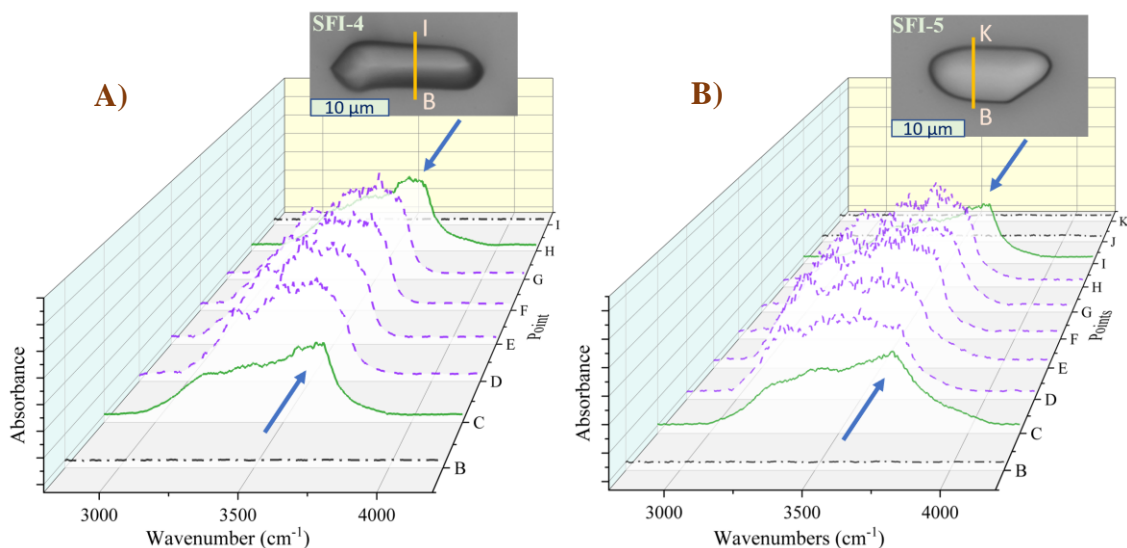 A)
SFI-4
I
B
10 µm
I
H
G
F
E
D
C
B
Point
Absorbance
3000
3500
4000
Wavenumber (cm⁻¹)
B)
SFI-5
K
B
10 µm
K
J
I
H
G
F
E
D
C
B
Points
Absorbance
3000
3500
4000
Wavenumbers (cm⁻¹)